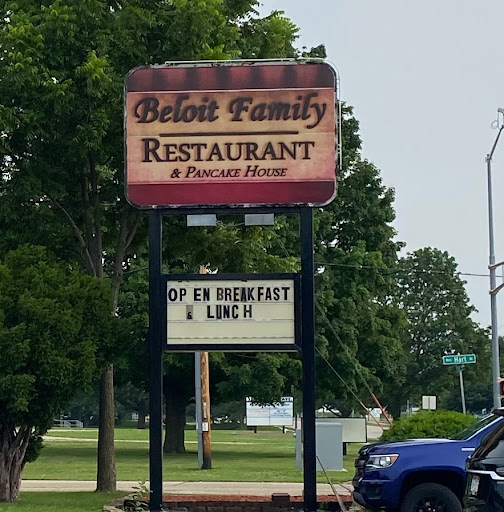 Beloit Family
RESTAURANT
& PANCAKE HOUSE
OP EN BREAKFAST
& LUNCH
Hart